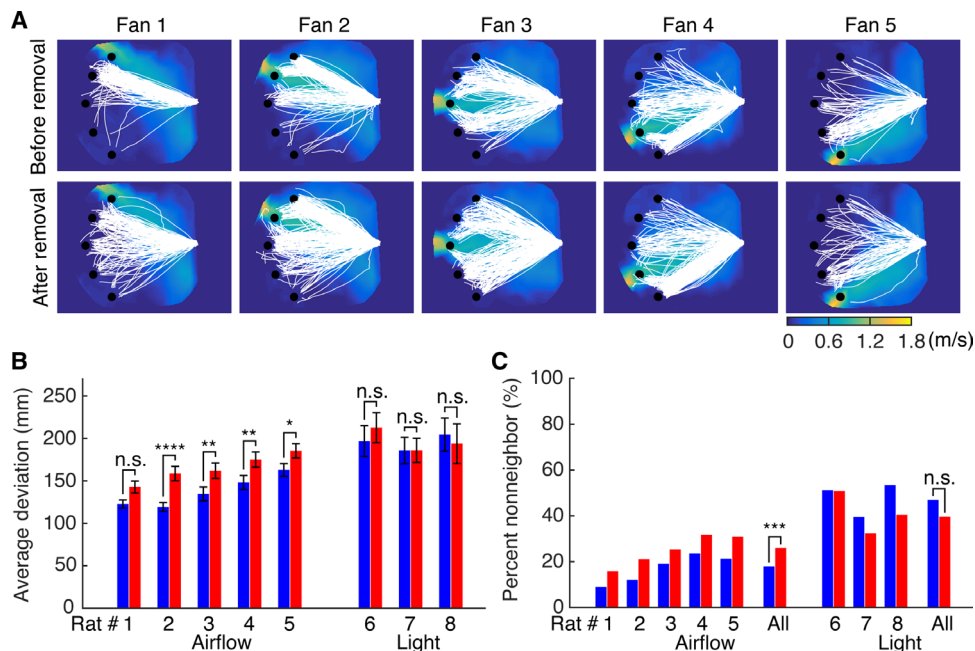 A
Fan 1 Fan 2 Fan 3 Fan 4 Fan 5
Before removal
After removal
0 0.6 1.2 1.8 (m/s)
B
Average deviation (mm)
250
200
150
100
50
0
n.s. **** ** ** * n.s. n.s. n.s.
Rat # 1 2 3 4 5 6 7 8
Airflow Light
C
Percent nonneighbor (%)
100
80
60
40
20
0
*** n.s.
Rat # 1 2 3 4 5 All 6 7 8 All
Airflow Light